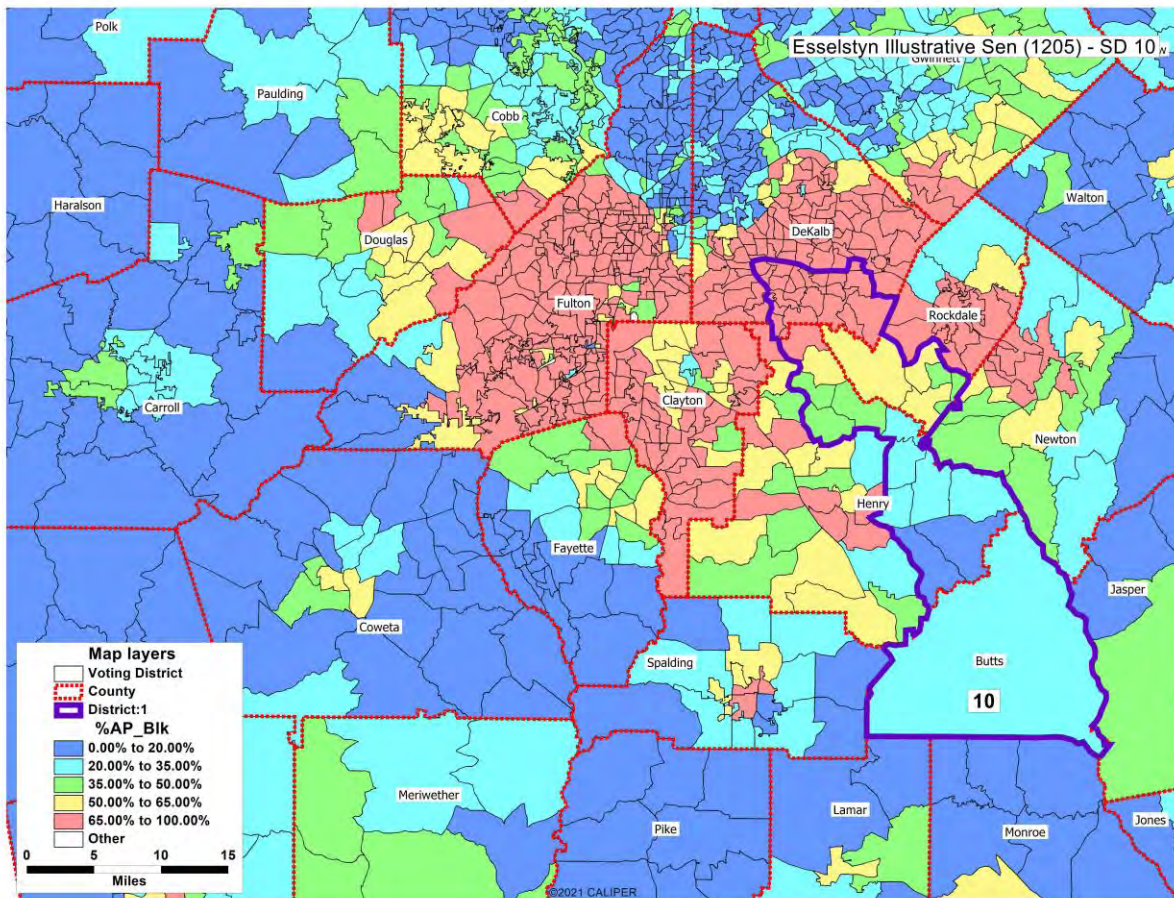 Esselstyn Illustrative Sen (1205) - SD 10
Polk
Gwinnett
Paulding
Cobb
Haralson
Walton
Douglas
DeKalb
Fulton
Rockdale
Carroll
Clayton
Newton
Henry
Fayette
Jasper
Coweta
Spalding
Butts
10
Meriwether
Pike
Lamar
Monroe
Jones
Map layers
Voting District
County
District:1
%AP_Blk
0.00% to 20.00%
20.00% to 35.00%
35.00% to 50.00%
50.00% to 65.00%
65.00% to 100.00%
Other
0 5 10 15
Miles
©2021 CALIPER